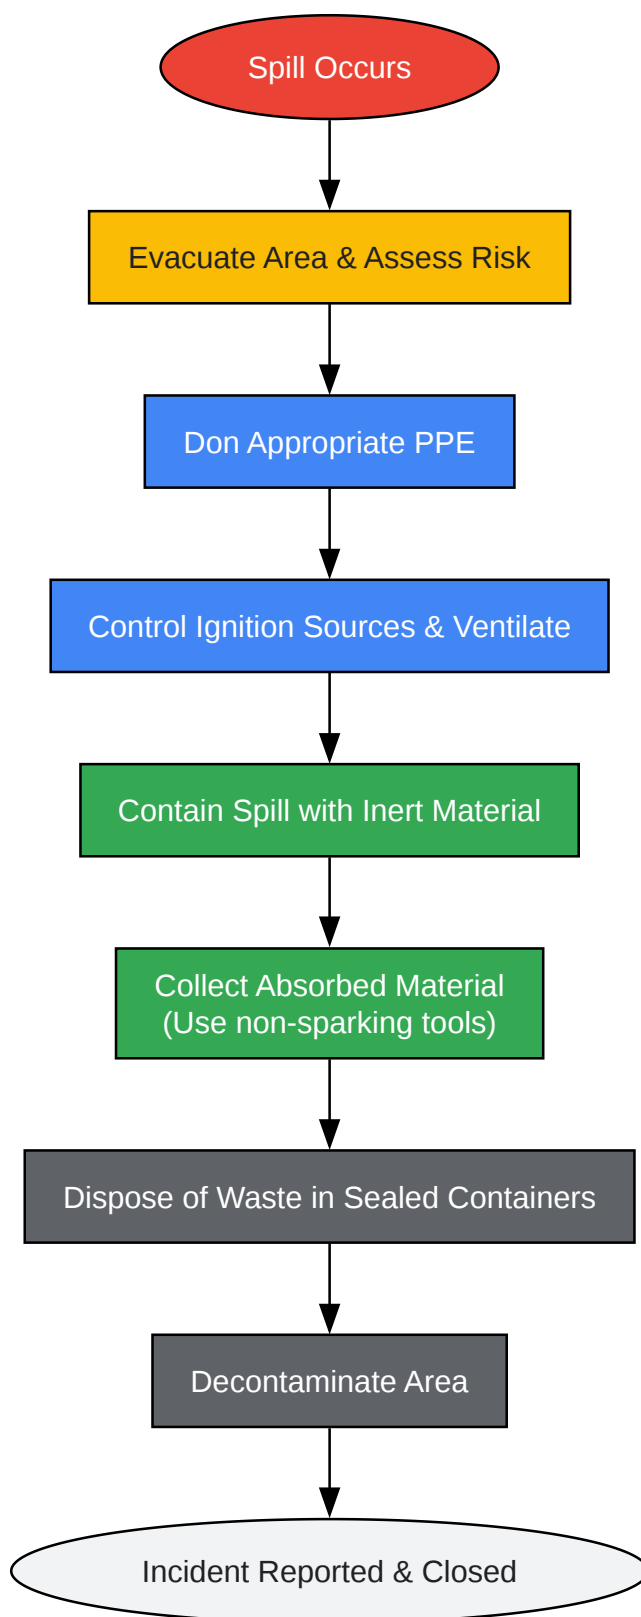 Spill Occurs
Evacuate Area & Assess Risk
Don Appropriate PPE
Control Ignition Sources & Ventilate
Contain Spill with Inert Material
Collect Absorbed Material
(Use non-sparking tools)
Dispose of Waste in Sealed Containers
Decontaminate Area
Incident Reported & Closed